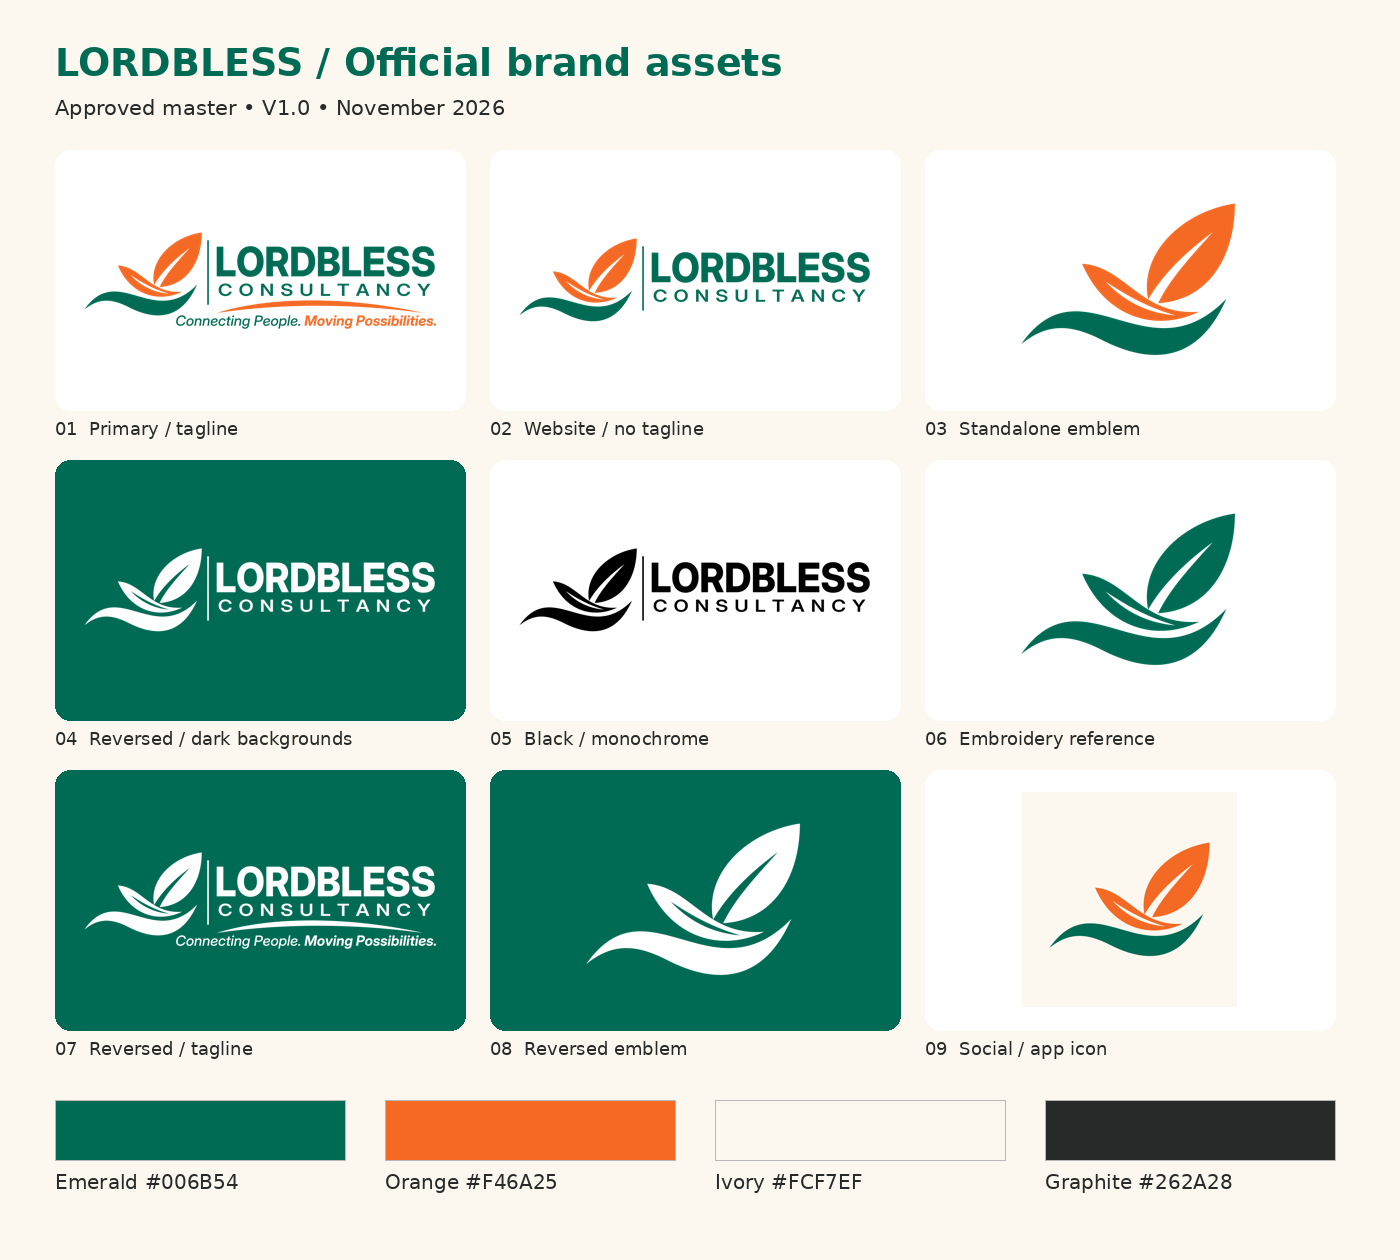 LORDBLESS / Official brand assets
Approved master • V1.0 • November 2026
LORDBLESS
CONSULTANCY
Connecting People. Moving Possibilities.
01 Primary / tagline
LORDBLESS
CONSULTANCY
02 Website / no tagline
03 Standalone emblem
LORDBLESS
CONSULTANCY
04 Reversed / dark backgrounds
LORDBLESS
CONSULTANCY
05 Black / monochrome
06 Embroidery reference
LORDBLESS
CONSULTANCY
Connecting People. Moving Possibilities.
07 Reversed / tagline
08 Reversed emblem
09 Social / app icon
Emerald #006B54
Orange #F46A25
Ivory #FCF7EF
Graphite #262A28